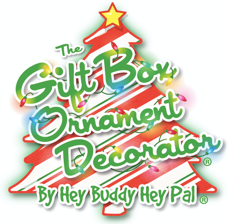 The
Gift Box
Ornament
Decorator®
By Hey Buddy Hey Pal®